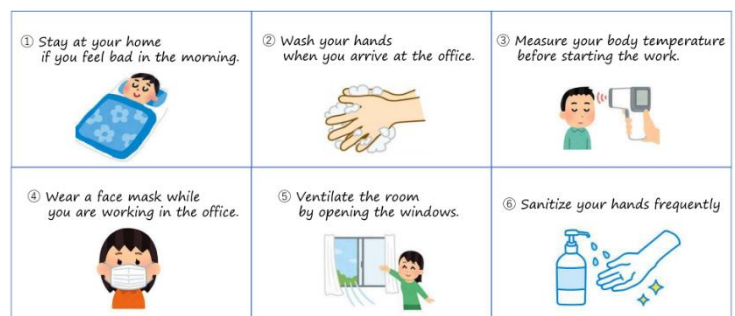 ① Stay at your home
if you feel bad in the morning.
② Wash your hands
when you arrive at the office.
③ Measure your body temperature
before starting the work.
④ Wear a face mask while
you are working in the office.
⑤ Ventilate the room
by opening the windows.
⑥ Sanitize your hands frequently